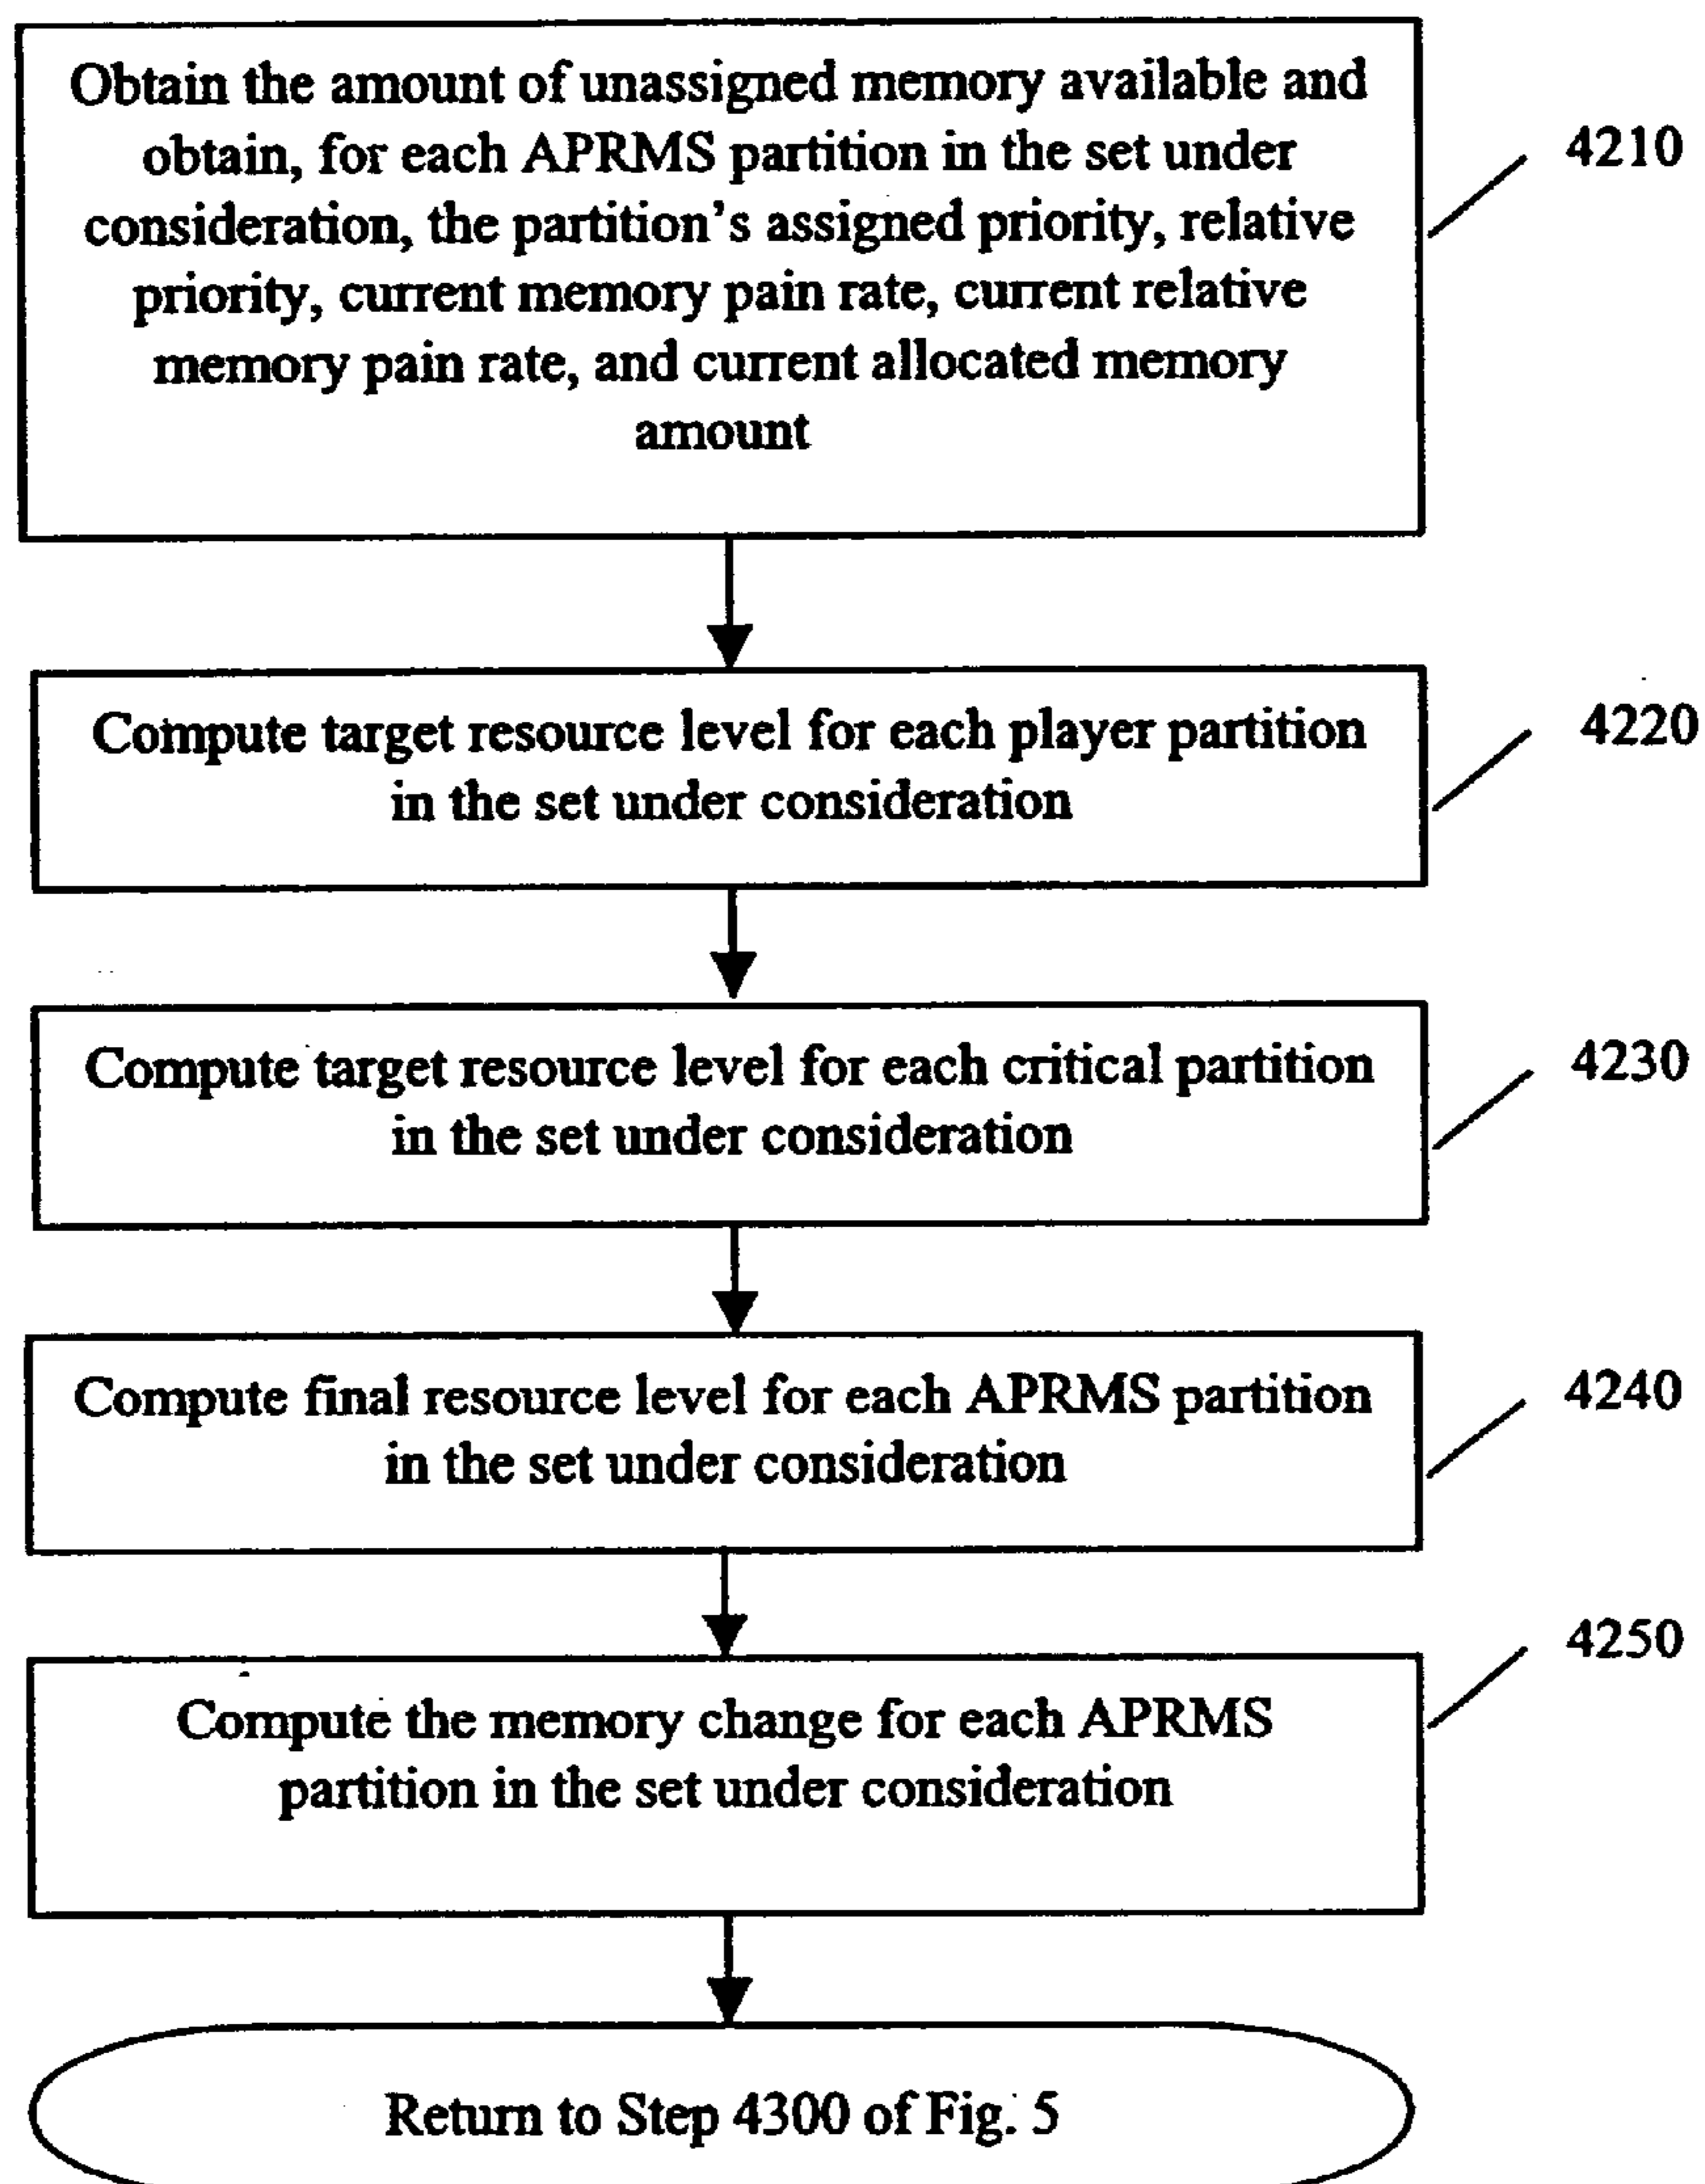 Obtain the amount of unassigned memory available and
obtain, for each APRMS partition in the set under
consideration, the partition's assigned priority, relative
priority, current memory pain rate, current relative
memory pain rate, and current allocated memory
amount
4210
Compute target resource level for each player partition
in the set under consideration
4220
Compute target resource level for each critical partition
in the set under consideration
4230
Compute final resource level for each APRMS partition
in the set under consideration
4240
Compute the memory change for each APRMS
partition in the set under consideration
4250
Return to Step 4300 of Fig. 5